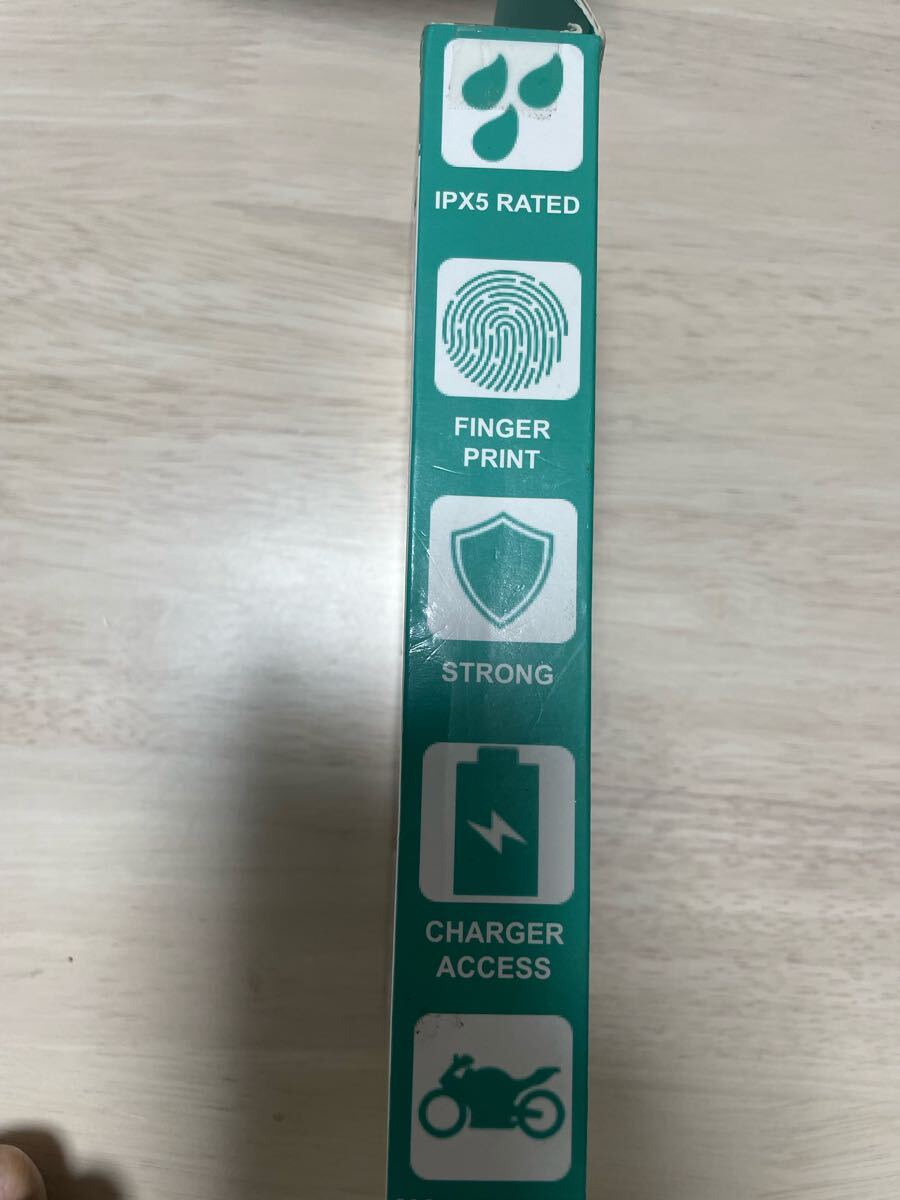 IPX5 RATED
FINGER
PRINT
STRONG
CHARGER
ACCESS